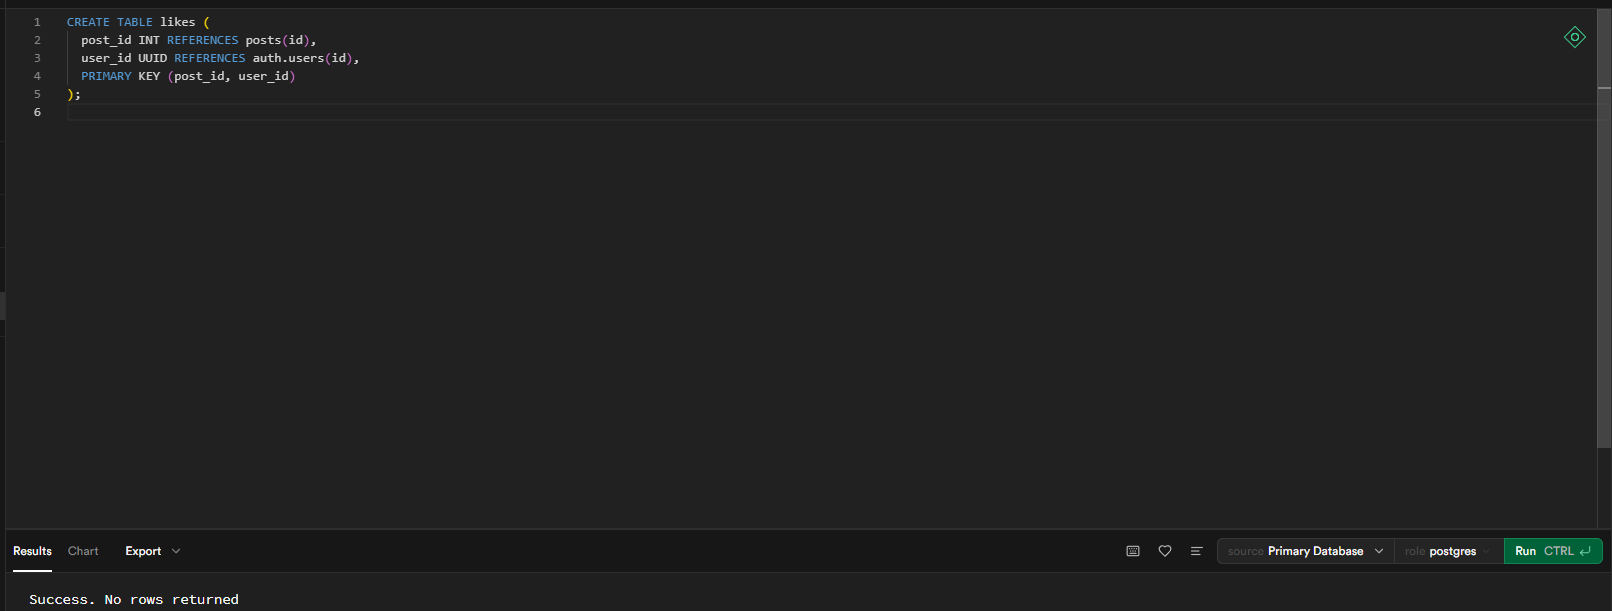 1 CREATE TABLE likes (
2 post_id INT REFERENCES posts(id),
3 user_id UUID REFERENCES auth.users(id),
4 PRIMARY KEY (post_id, user_id)
5 );
6
Results Chart Export source Primary Database role postgres Run CTRL ↵
Success. No rows returned